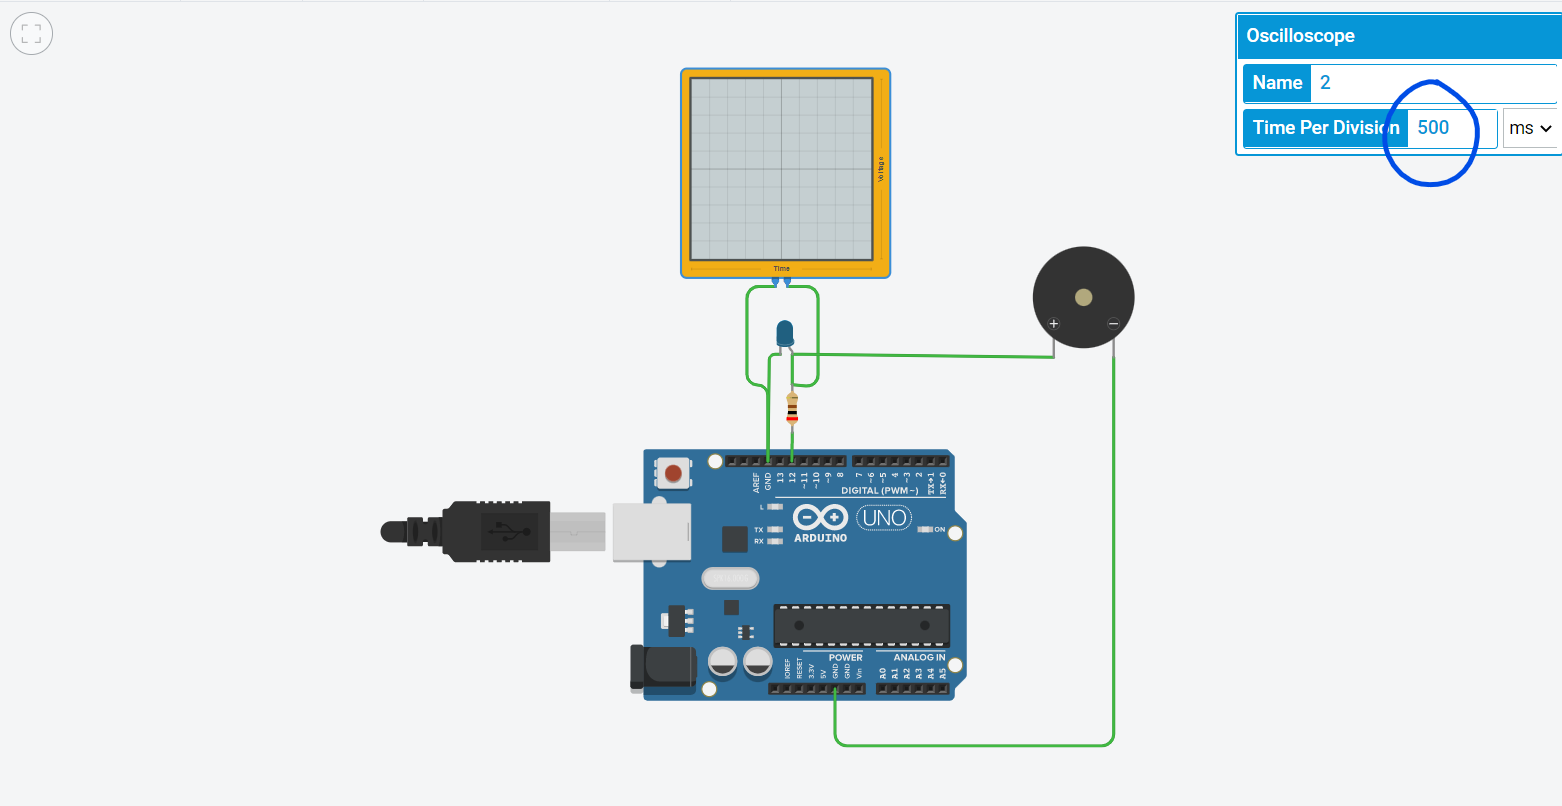 Oscilloscope
Name 2
Time Per Division 500 ms
Voltage
Time
+ −
AREF
GND
13
12
~11
~10
~9
8
7
~6
~5
4
~3
2
TX→1
RX←0
DIGITAL (PWM~)
L
TX
RX
UNO
ARDUINO
ON
POWER
ANALOG IN
IOREF
RESET
3.3V
5V
GND
GND
Vin
A0
A1
A2
A3
A4
A5